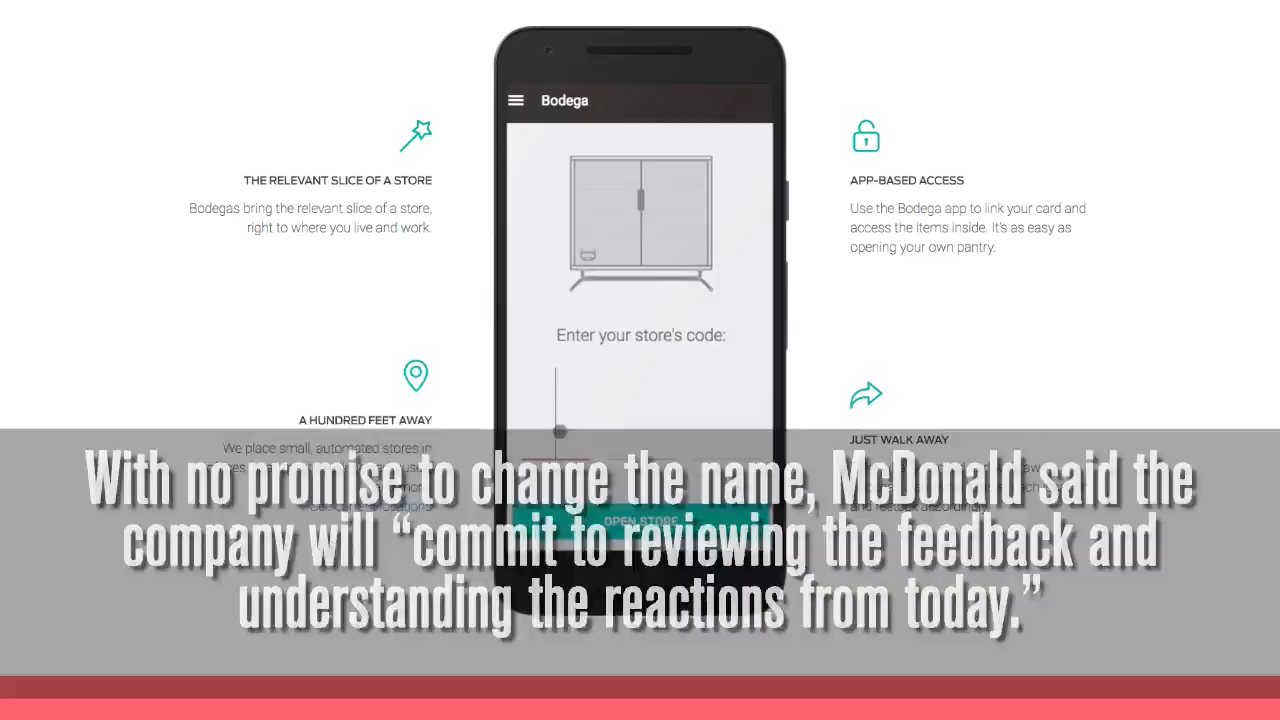 Bodega
THE RELEVANT SLICE OF A STORE
Bodegas bring the relevant slice of a store,
right to where you live and work.
APP-BASED ACCESS
Use the Bodega app to link your card and
access the items inside. It's as easy as
opening your own pantry.
Enter your store's code:
A HUNDRED FEET AWAY
We place small, automated stores in
JUST WALK AWAY
OPEN STORE
With no promise to change the name, McDonald said the
company will “commit to reviewing the feedback and
understanding the reactions from today.”